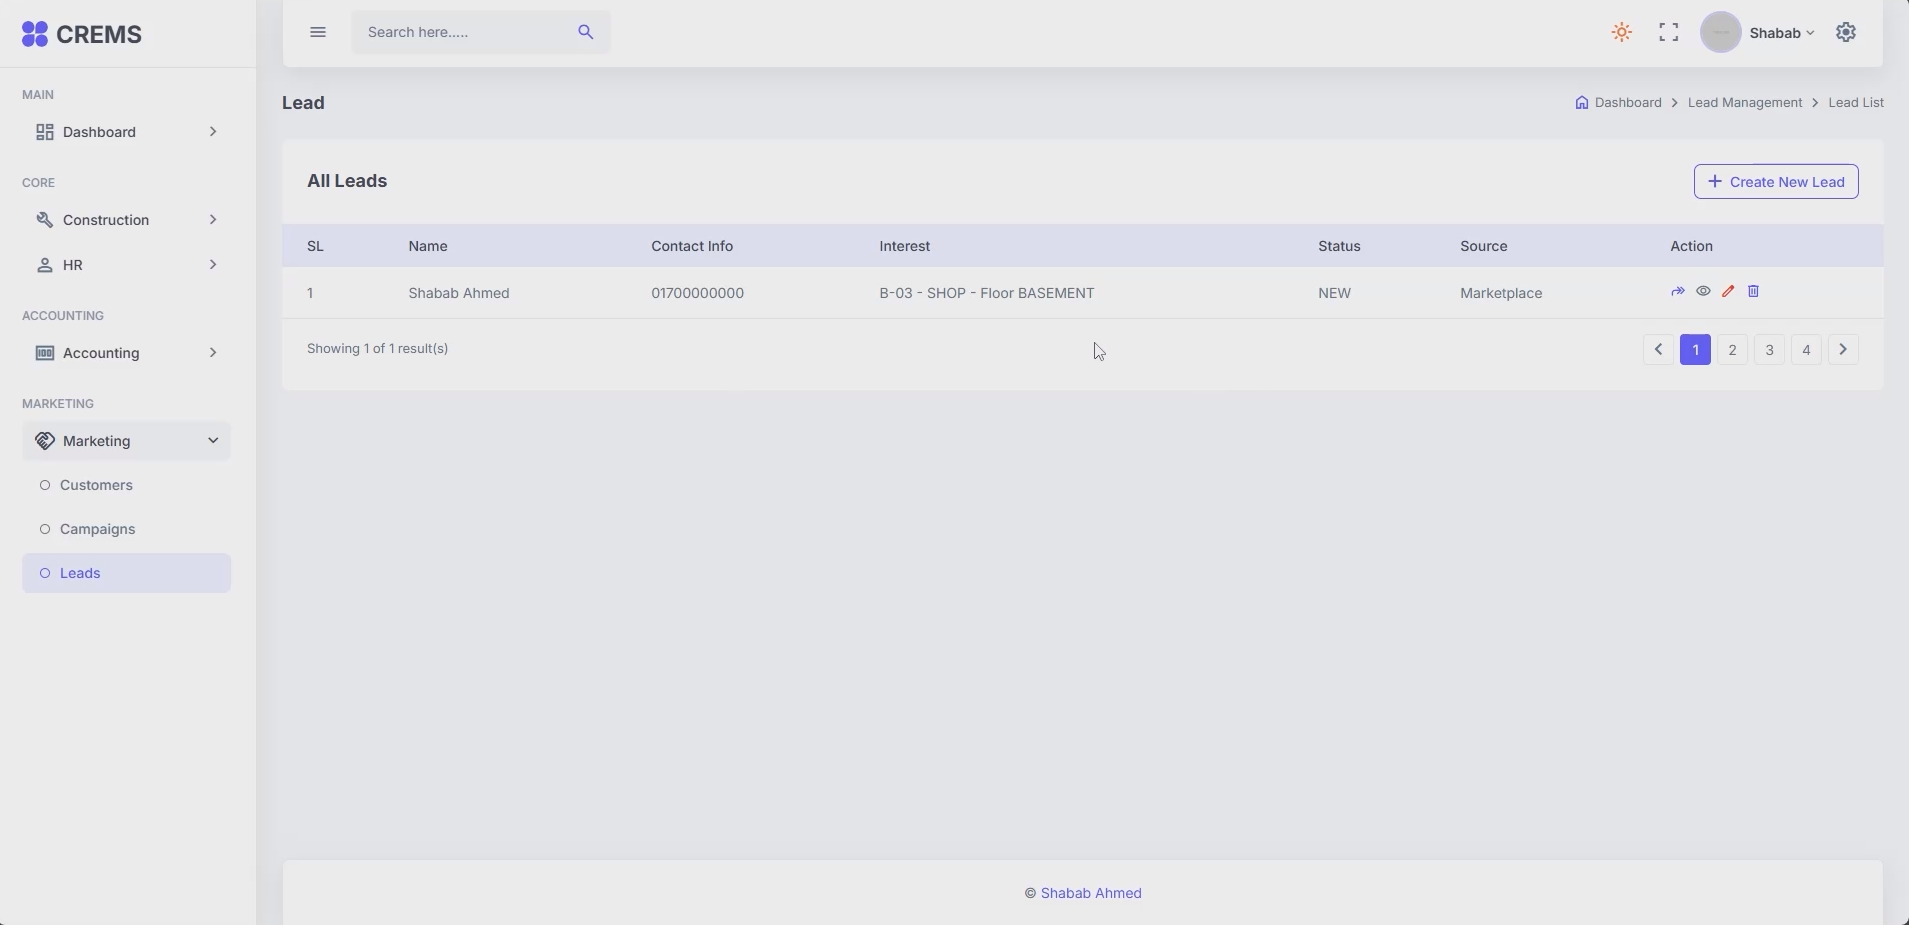 CREMS
Search here.....
Shabab
MAIN
Dashboard
CORE
Construction
HR
ACCOUNTING
Accounting
MARKETING
Marketing
Customers
Campaigns
Leads
Lead
Dashboard > Lead Management > Lead List
All Leads
+ Create New Lead
SL Name Contact Info Interest Status Source Action
1 Shabab Ahmed 01700000000 B-03 - SHOP - Floor BASEMENT NEW Marketplace
Showing 1 of 1 result(s)
1 2 3 4
© Shabab Ahmed